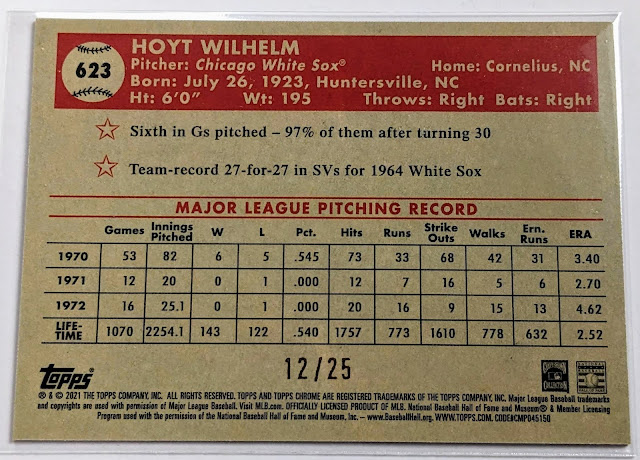 623
HOYT WILHELM
Pitcher: Chicago White Sox® Home: Cornelius, NC
Born: July 26, 1923, Huntersville, NC
Ht: 6'0" Wt: 195 Throws: Right Bats: Right
Sixth in Gs pitched – 97% of them after turning 30
Team-record 27-for-27 in SVs for 1964 White Sox
MAJOR LEAGUE PITCHING RECORD
Games Innings Pitched W L Pct. Hits Runs Strike Outs Walks Ern. Runs ERA
1970 53 82 6 5 .545 73 33 68 42 31 3.40
1971 12 20 0 1 .000 12 7 16 5 6 2.70
1972 16 25.1 0 1 .000 20 16 9 15 13 4.62
LIFE-TIME 1070 2254.1 143 122 .540 1757 773 1610 778 632 2.52
12/25
TOPPS®
® & © 2021 THE TOPPS COMPANY, INC. ALL RIGHTS RESERVED. TOPPS AND TOPPS CHROME ARE REGISTERED TRADEMARKS OF THE TOPPS COMPANY, INC. Major League Baseball trademarks
and copyrights are used with permission of Major League Baseball. Visit MLB.com. OFFICIALLY LICENSED PRODUCT OF MLB. National Baseball Hall of Fame and Museum® & Member Licensing
Program used with the permission of National Baseball Hall of Fame and Museum, Inc. – www.BaseballHall.org WWW.TOPPS.COM. CODE#CMP045150